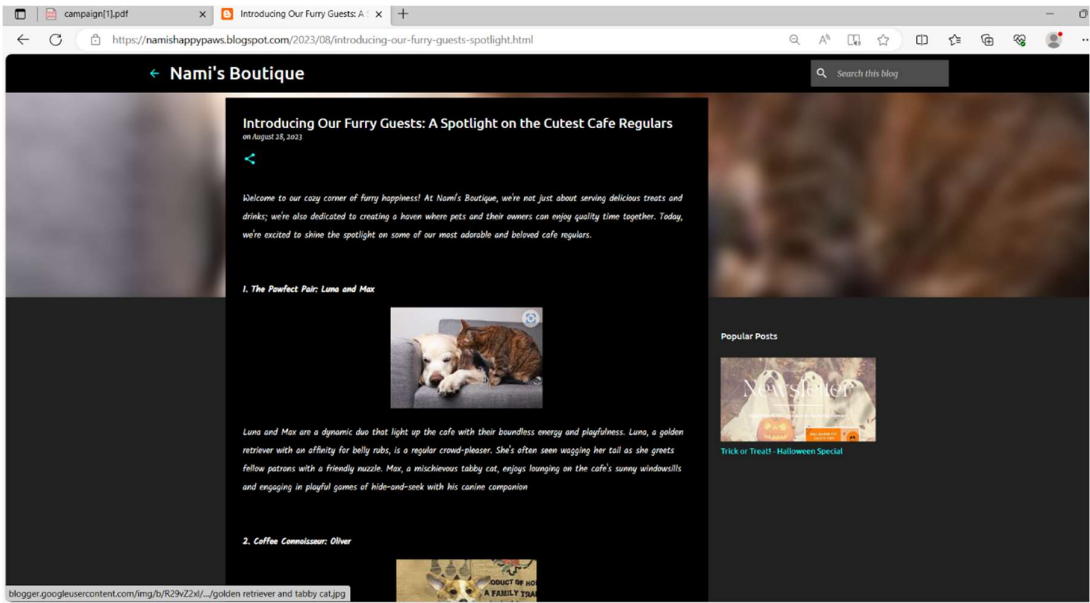 campaign[1].pdf
Introducing Our Furry Guests: A S
https://namishappypaws.blogspot.com/2023/08/introducing-our-furry-guests-spotlight.html
Nami's Boutique
Search this blog
Introducing Our Furry Guests: A Spotlight on the Cutest Cafe Regulars
on August 28, 2023
Welcome to our cozy corner of furry happiness! At Nami's Boutique, we're not just about serving delicious treats and
drinks; we're also dedicated to creating a haven where pets and their owners can enjoy quality time together. Today,
we're excited to shine the spotlight on some of our most adorable and beloved cafe regulars.
1. The Pawfect Pair: Luna and Max
Popular Posts
Newsletter
Trick or Treat! - Halloween Special
Luna and Max are a dynamic duo that light up the cafe with their boundless energy and playfulness. Luna, a golden
retriever with an affinity for belly rubs, is a regular crowd-pleaser. She's often seen wagging her tail as she greets
fellow patrons with a friendly nuzzle. Max, a mischievous tabby cat, enjoys lounging on the cafe's sunny windowsills
and engaging in playful games of hide-and-seek with his canine companion
2. Coffee Connoisseur: Oliver
ODUCT OF HO
A FAMILY TRA
blogger.googleusercontent.com/img/b/R29vZ2xl/.../golden retriever and tabby cat.jpg